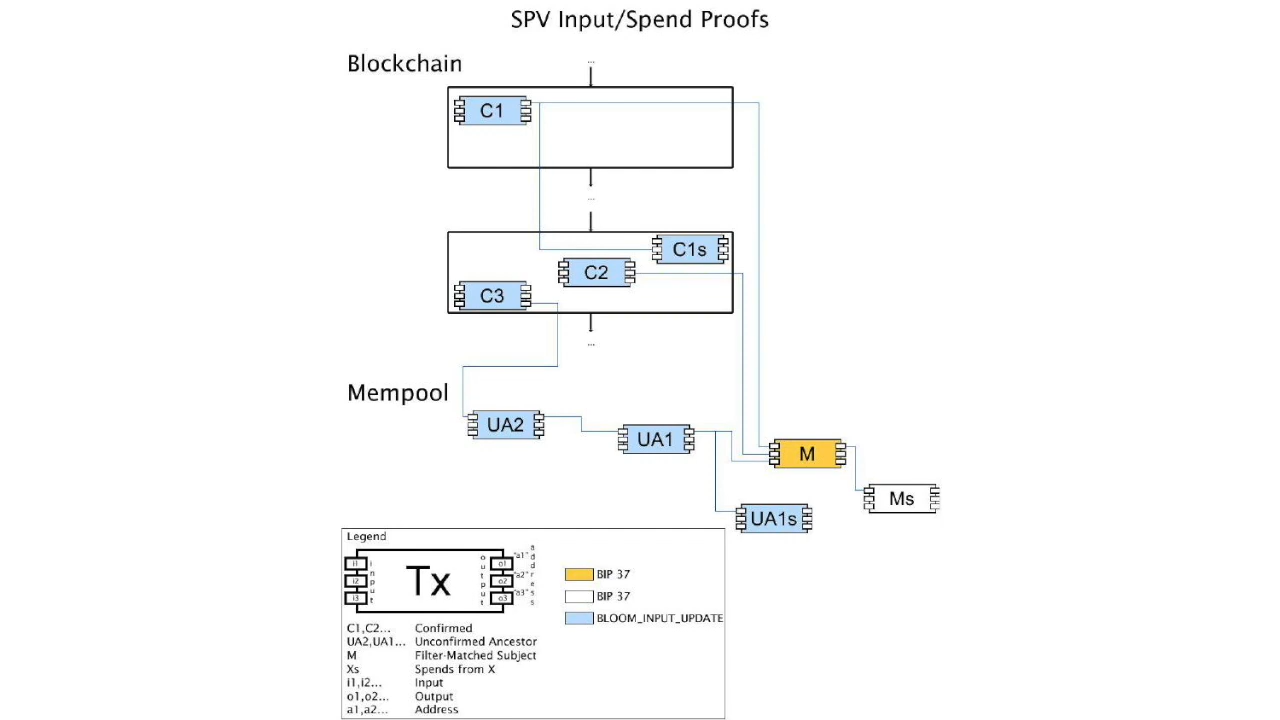 SPV Input/Spend Proofs
Blockchain
...
C1
...
C1s
C2
C3
...
Mempool
UA2
UA1
M
Ms
UA1s
Legend
i1
i2
i3
input
Tx
output
o1
o2
o3
"a1"
"a2"
"a3"
address
BIP 37
BIP 37
BLOOM_INPUT_UPDATE
C1,C2... Confirmed
UA2,UA1... Unconfirmed Ancestor
M Filter-Matched Subject
Xs Spends from X
i1,i2... Input
o1,o2... Output
a1,a2... Address